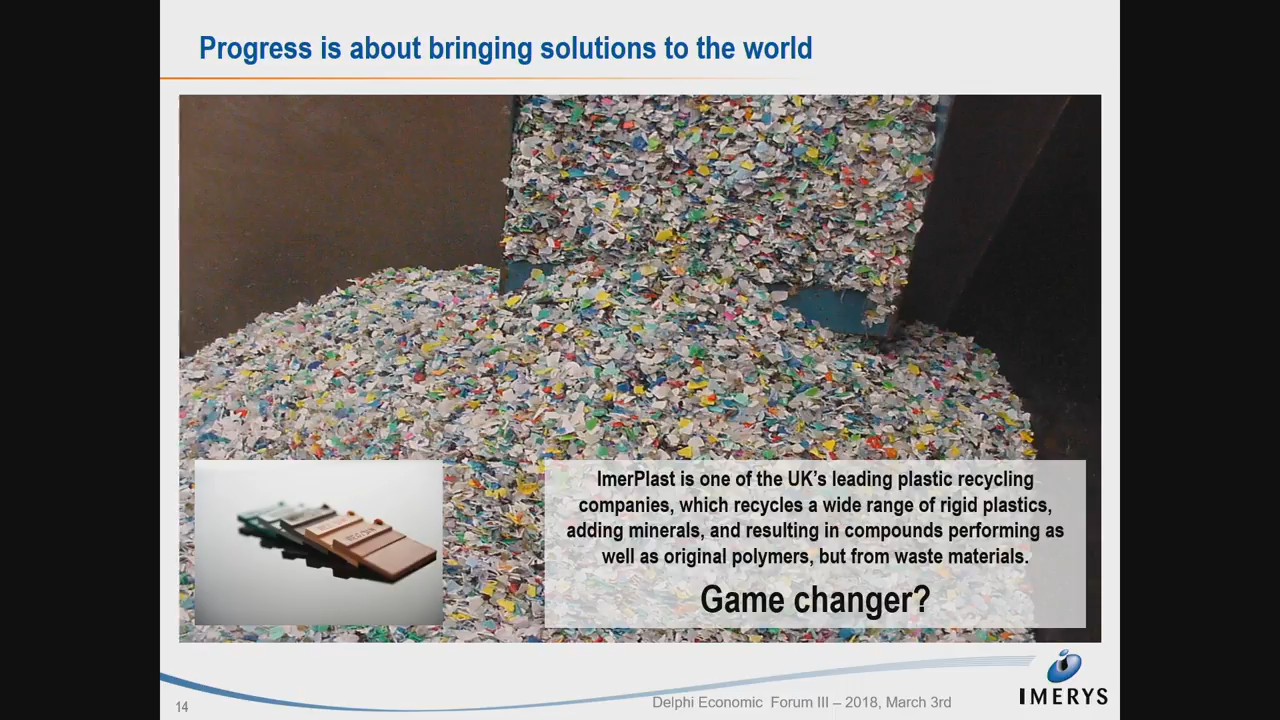 Progress is about bringing solutions to the world
ImerPlast is one of the UK’s leading plastic recycling
companies, which recycles a wide range of rigid plastics,
adding minerals, and resulting in compounds performing as
well as original polymers, but from waste materials.
Game changer?
14
Delphi Economic Forum III – 2018, March 3rd
IMERYS